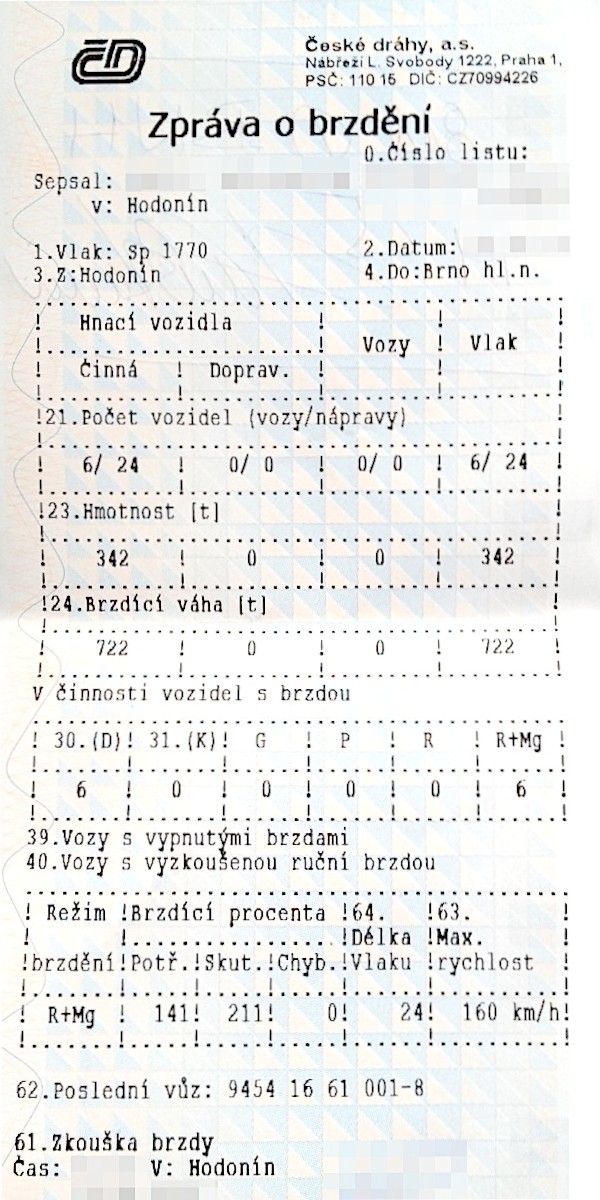 ČD
České dráhy, a.s.
Nábřeží L. Svobody 1222, Praha 1,
PSČ: 110 15 DIČ: CZ70994226
Zpráva o brzdění
0.Číslo listu:
Sepsal:
v: Hodonín
1.Vlak: Sp 1770 2.Datum:
3.Z:Hodonín 4.Do:Brno hl.n.
! Hnací vozidla ! ! !
! ! Vozy ! Vlak !
! Činná ! Doprav. ! ! !
!21.Počet vozidel (vozy/nápravy) !
! 6/ 24 ! 0/ 0 ! 0/ 0 ! 6/ 24 !
!23.Hmotnost [t] !
! 342 ! 0 ! 0 ! 342 !
!24.Brzdící váha [t] !
! 722 ! 0 ! 0 ! 722 !
V činnosti vozidel s brzdou
! 30.(D)! 31.(K)! G ! P ! R ! R+Mg !
! 6 ! 0 ! 0 ! 0 ! 0 ! 6 !
39.Vozy s vypnutými brzdami
40.Vozy s vyzkoušenou ruční brzdou
! Režim !Brzdící procenta !64. !63. !
! !..................!Délka !Max. !
!brzdění!Potř.!Skut.!Chyb.!Vlaku !rychlost !
! R+Mg ! 141! 211! 0! 24! 160 km/h!
62.Poslední vůz: 9454 16 61 001-8
61.Zkouška brzdy
Čas: V: Hodonín